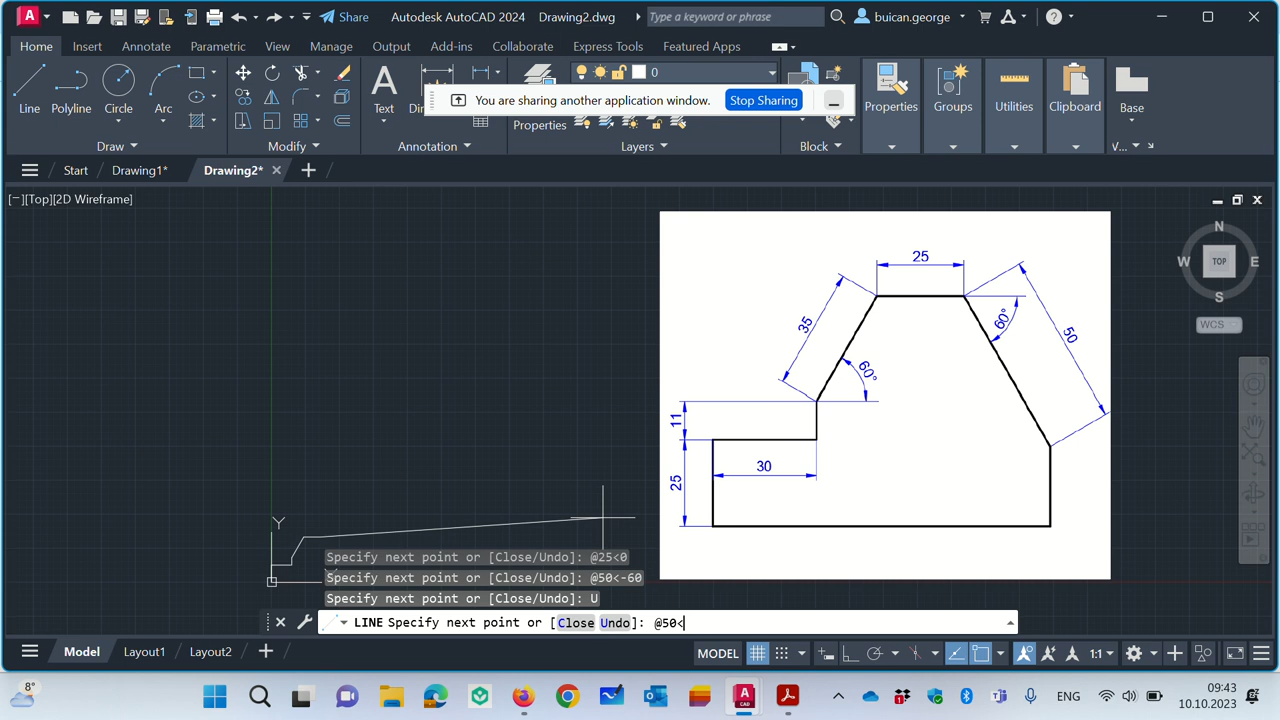 A CAD Share Autodesk AutoCAD 2024 Drawing2.dwg Type a keyword or phrase buican.george
Home Insert Annotate Parametric View Manage Output Add-ins Collaborate Express Tools Featured Apps
Line Polyline Circle Arc Text 0 Properties Groups Utilities Clipboard Base
You are sharing another application window. Stop Sharing
Properties
Draw Modify Annotation Layers Block V...
Start Drawing1* Drawing2*
[−][Top][2D Wireframe]
N
W TOP E
S
WCS
25
35
60°
60°
50
11
30
25
Y
Specify next point or [Close/Undo]: @25<0
Specify next point or [Close/Undo]: @50<-60
Specify next point or [Close/Undo]: U
LINE Specify next point or [Close Undo]: @50<
Model Layout1 Layout2 MODEL 1:1
8° A CAD 1 ENG 09:43
10.10.2023